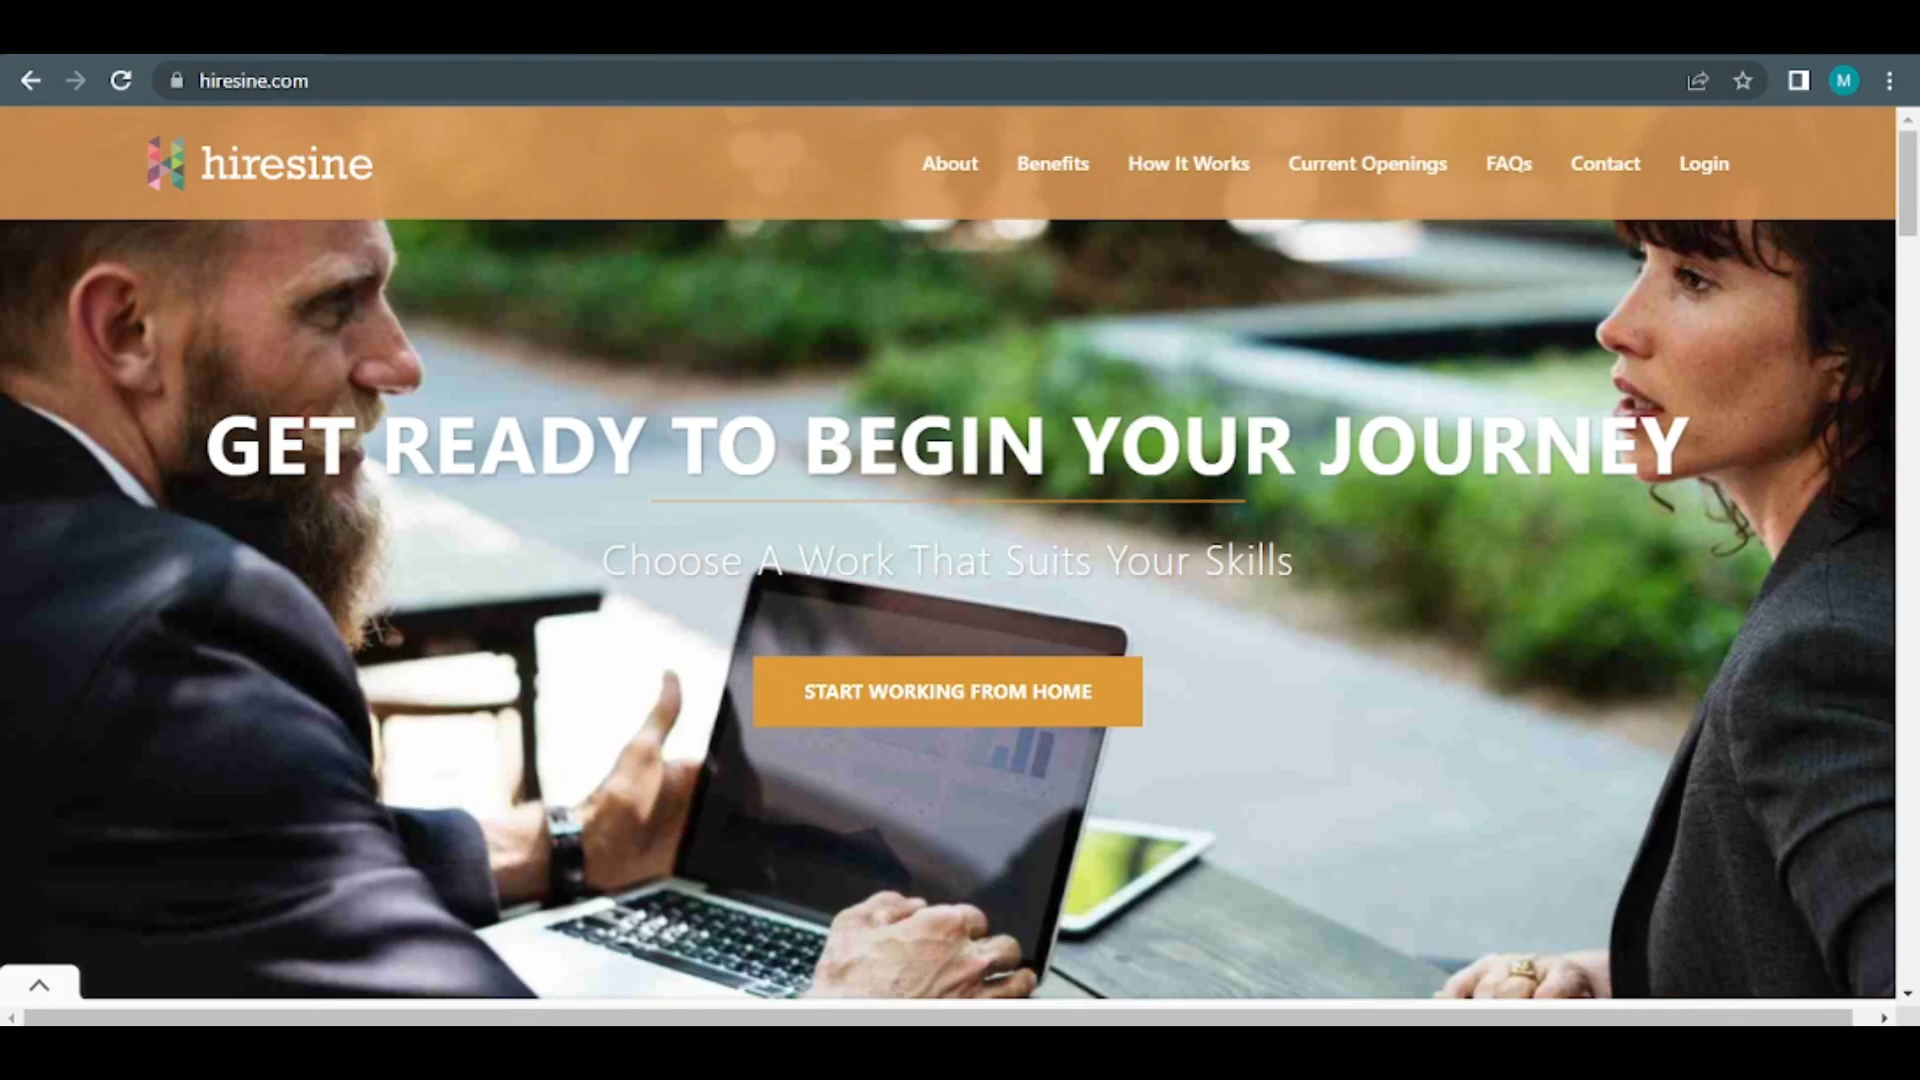 hiresine.com
M
hiresine
About Benefits How It Works Current Openings FAQs Contact Login
GET READY TO BEGIN YOUR JOURNEY
Choose A Work That Suits Your Skills
START WORKING FROM HOME